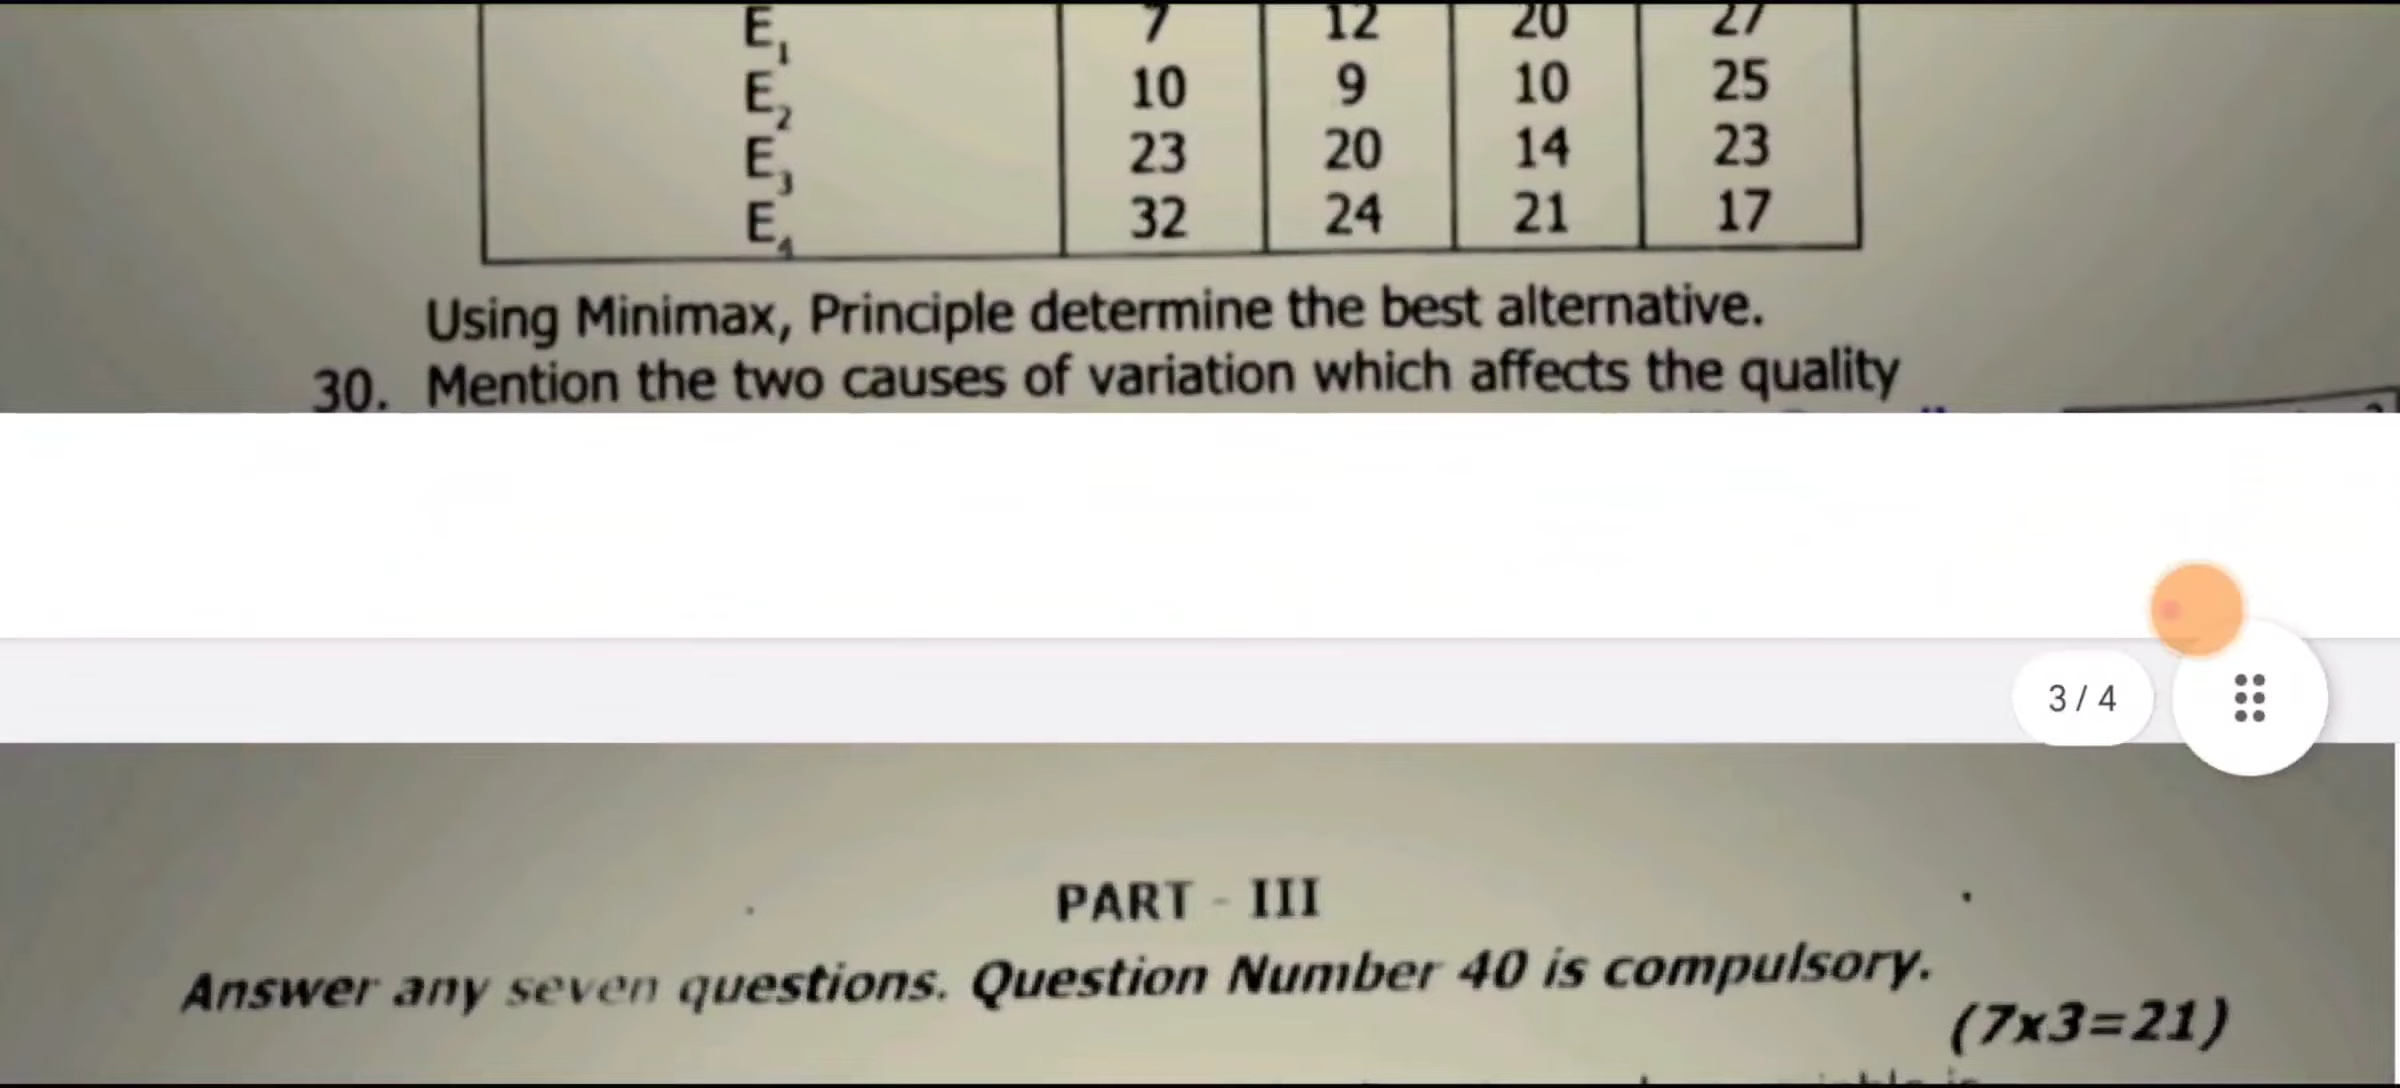 E1 7 12 20 27
E2 10 9 10 25
E3 23 20 14 23
E4 32 24 21 17
Using Minimax, Principle determine the best alternative.
30. Mention the two causes of variation which affects the quality
3 / 4
PART - III
Answer any seven questions. Question Number 40 is compulsory.
(7x3=21)